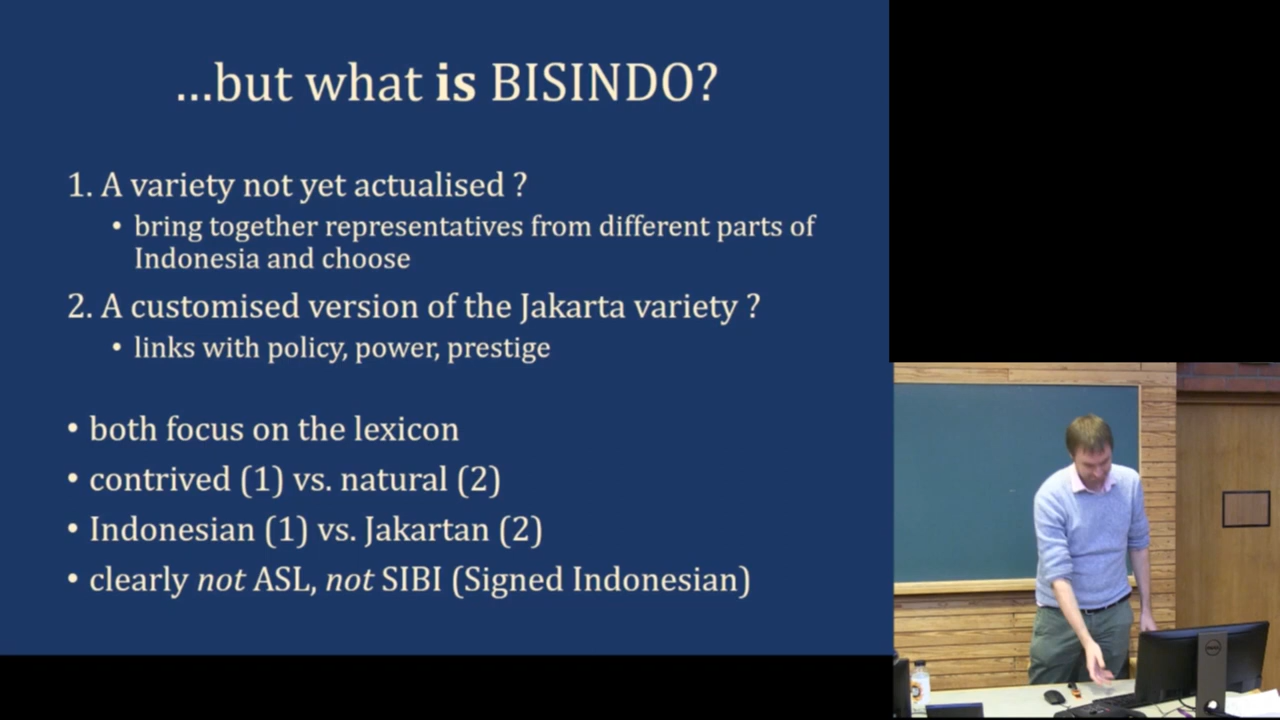 ...but what is BISINDO?
1. A variety not yet actualised ?
• bring together representatives from different parts of
Indonesia and choose
2. A customised version of the Jakarta variety ?
• links with policy, power, prestige
• both focus on the lexicon
• contrived (1) vs. natural (2)
• Indonesian (1) vs. Jakartan (2)
• clearly not ASL, not SIBI (Signed Indonesian)
DELL